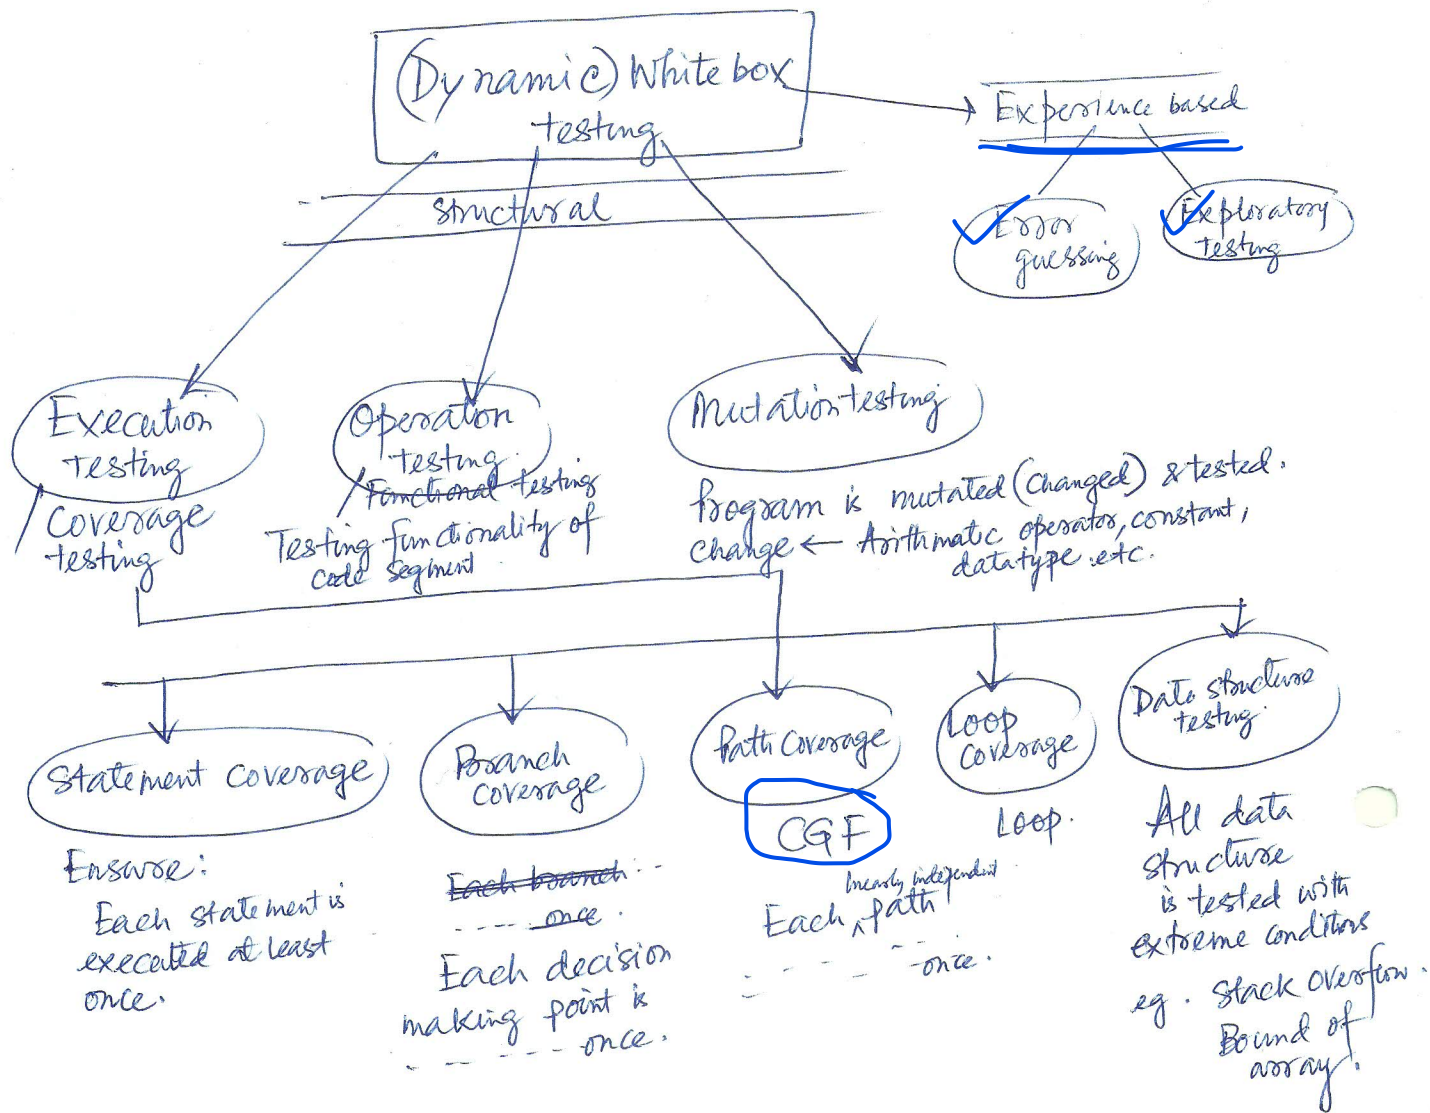 (Dynamic) White box
testing
Experience based
Structural
Error
guessing
Exploratory
Testing
Execution
Testing
/ Coverage
testing
Operation
testing
/ Functional testing
Testing functionality of
code segment
Mutation testing
Program is mutated (changed) & tested.
change ← Arithmatic operator, constant,
datatype etc.
Statement coverage
Ensure:
Each statement is
executed at least
once.
Branch
coverage
Each branch
once.
Each decision
making point is
once.
Path Coverage
CGF
linearly independent
Each ^ path
once.
Loop
Coverage
Loop.
Data structure
testing.
All data
structure
is tested with
extreme conditions
eg. Stack overflow.
Bound of
array.